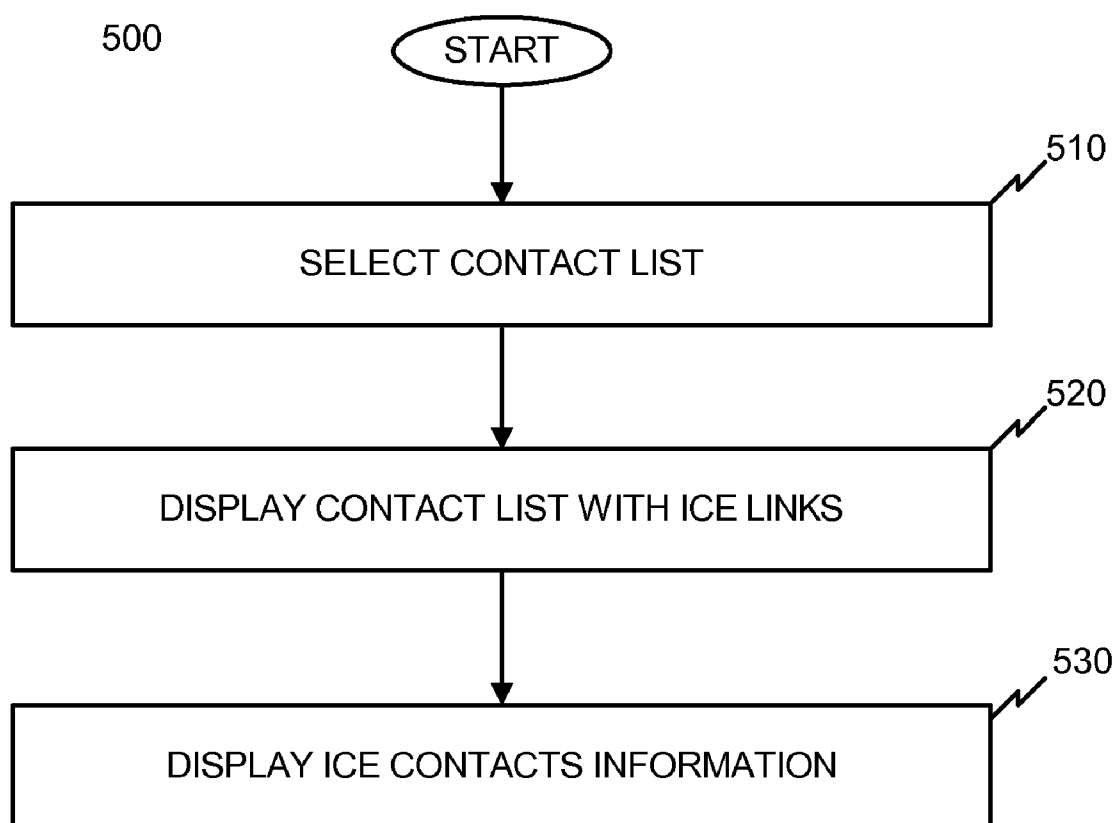 500
START
510
SELECT CONTACT LIST
520
DISPLAY CONTACT LIST WITH ICE LINKS
530
DISPLAY ICE CONTACTS INFORMATION